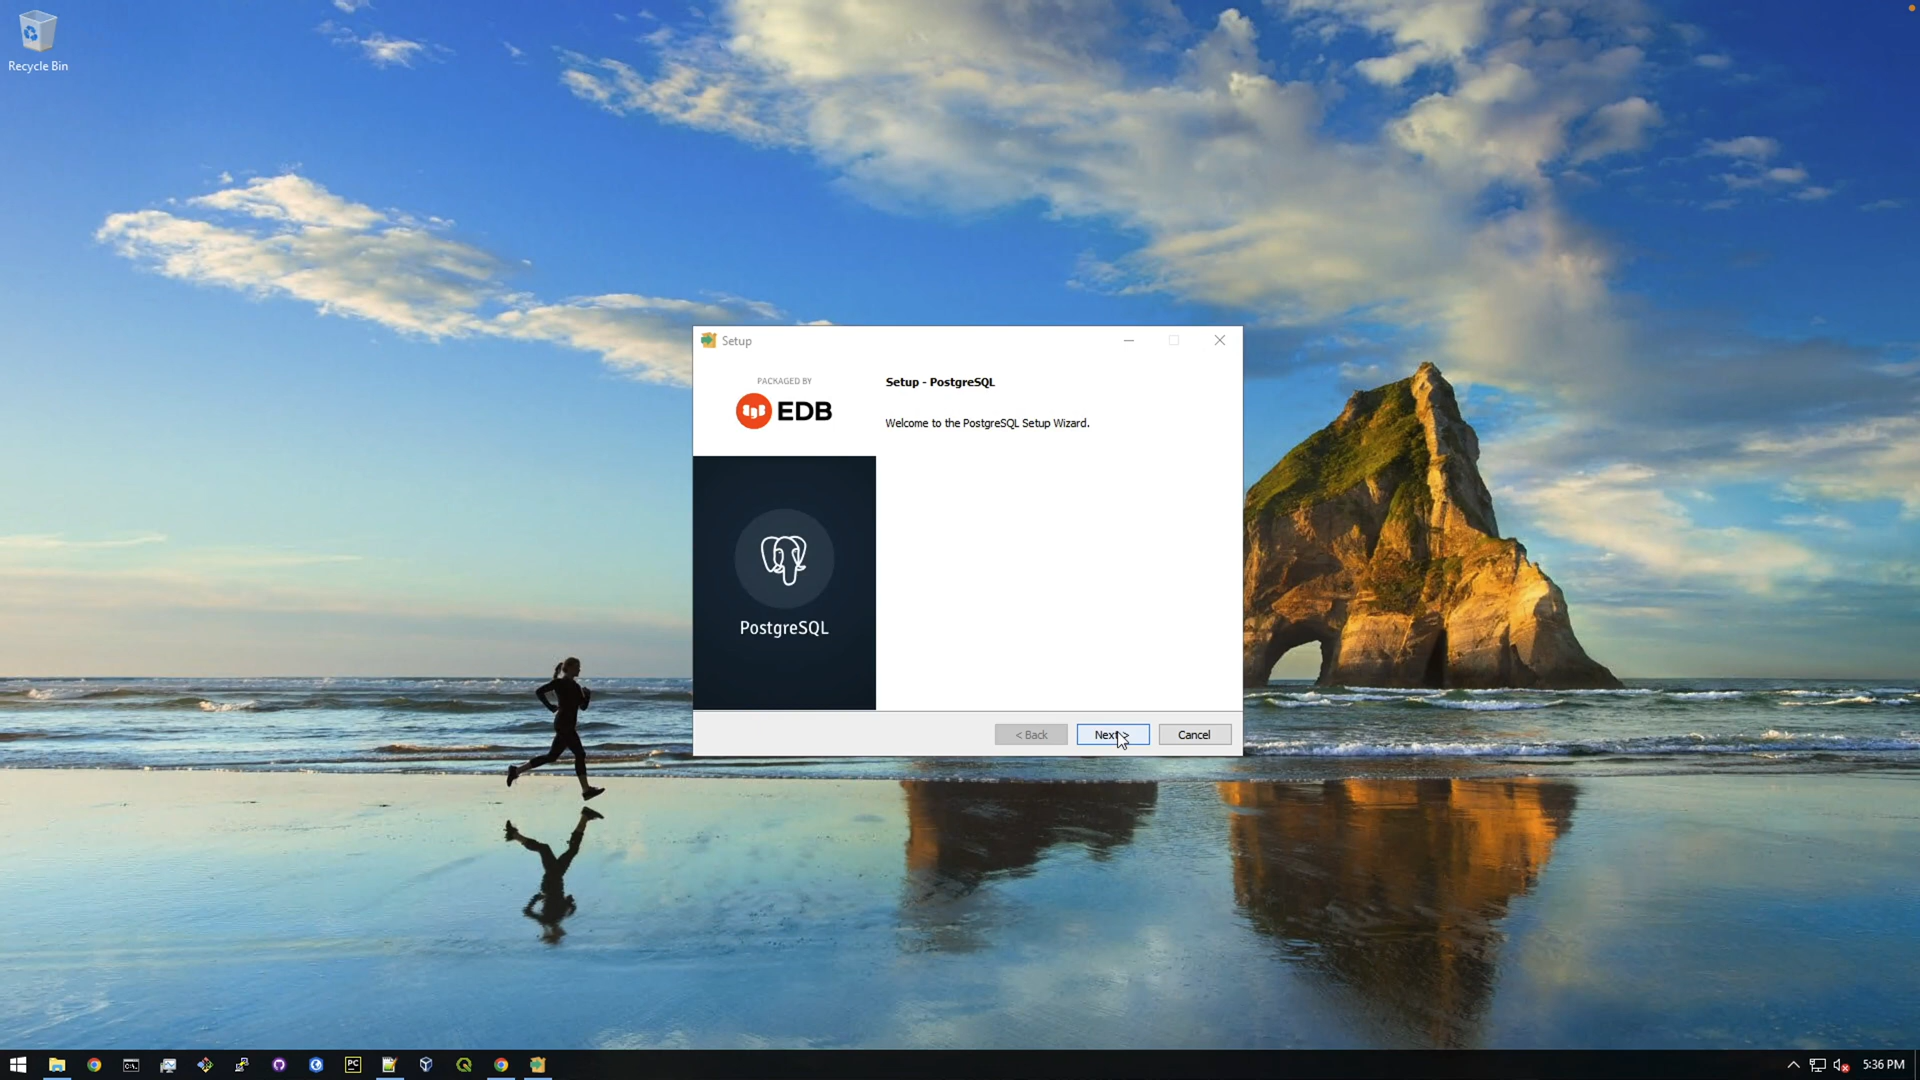 Recycle Bin
Setup
PACKAGED BY
EDB
Setup - PostgreSQL
Welcome to the PostgreSQL Setup Wizard.
PostgreSQL
< Back
Next >
Cancel
C:\.
PC
5:36 PM